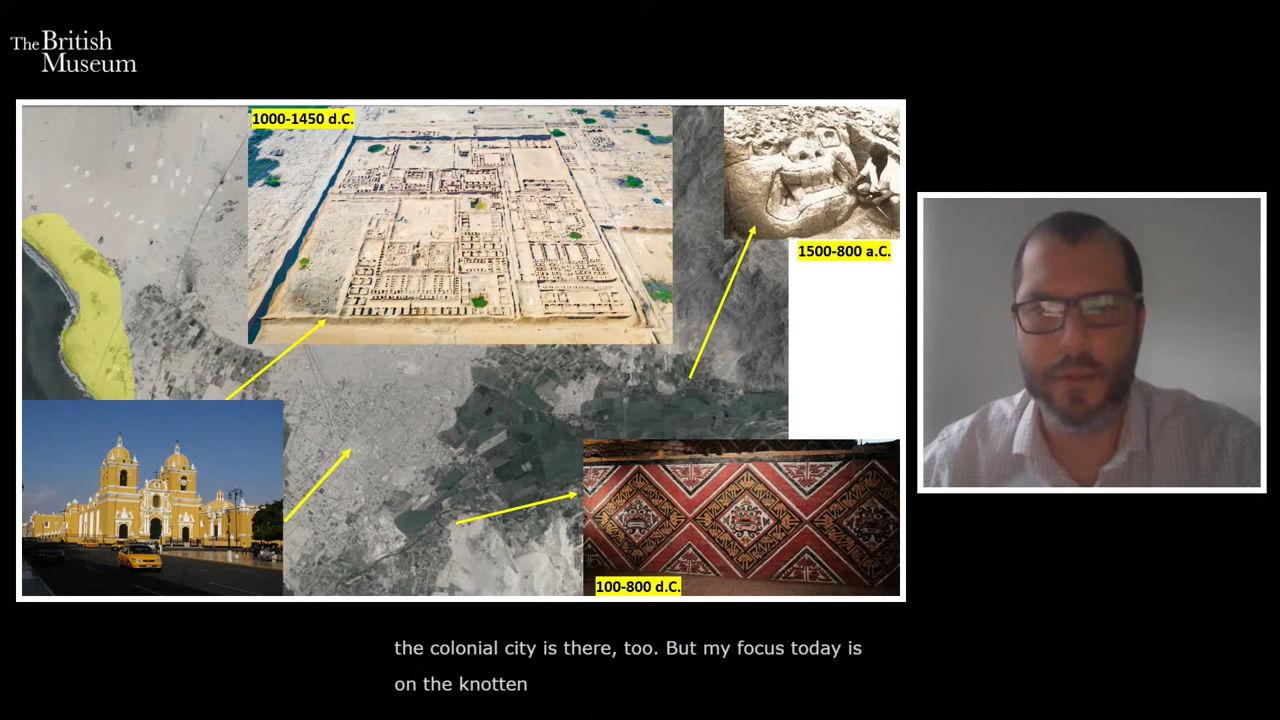 The British
Museum
1000-1450 d.C.
1500-800 a.C.
100-800 d.C.
the colonial city is there, too. But my focus today is
on the knotten